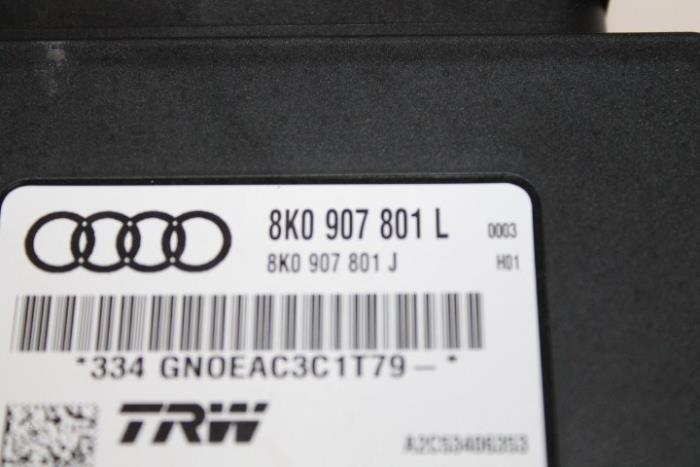 8K0 907 801 L 0003
8K0 907 801 J H01
*334 GN0EAC3C1T79-*
TRW
A2C53406353